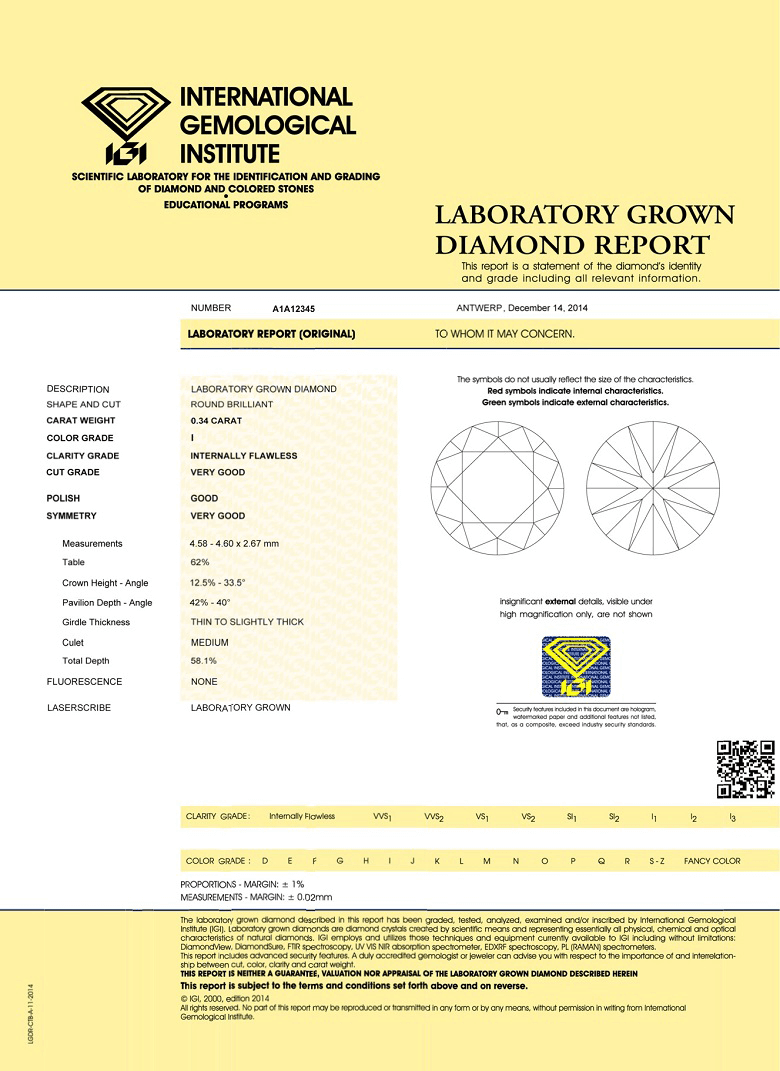 INTERNATIONAL
GEMOLOGICAL
INSTITUTE
IGI
SCIENTIFIC LABORATORY FOR THE IDENTIFICATION AND GRADING
OF DIAMOND AND COLORED STONES
•
EDUCATIONAL PROGRAMS
LABORATORY GROWN
DIAMOND REPORT
This report is a statement of the diamond's identity
and grade including all relevant information.
NUMBER A1A12345
ANTWERP, December 14, 2014
LABORATORY REPORT (ORIGINAL)
TO WHOM IT MAY CONCERN.
DESCRIPTION LABORATORY GROWN DIAMOND
SHAPE AND CUT ROUND BRILLIANT
CARAT WEIGHT 0.34 CARAT
COLOR GRADE I
CLARITY GRADE INTERNALLY FLAWLESS
CUT GRADE VERY GOOD
POLISH GOOD
SYMMETRY VERY GOOD
Measurements 4.58 - 4.60 x 2.67 mm
Table 62%
Crown Height - Angle 12.5% - 33.5°
Pavilion Depth - Angle 42% - 40°
Girdle Thickness THIN TO SLIGHTLY THICK
Culet MEDIUM
Total Depth 58.1%
FLUORESCENCE NONE
LASERSCRIBE LABORATORY GROWN
The symbols do not usually reflect the size of the characteristics.
Red symbols indicate internal characteristics.
Green symbols indicate external characteristics.
insignificant external details, visible under
high magnification only, are not shown
IGI
Security features included in this document are hologram,
watermarked paper and additional features not listed,
that, as a composite, exceed industry security standards.
CLARITY GRADE: Internally Flawless VVS1 VVS2 VS1 VS2 SI1 SI2 I1 I2 I3
COLOR GRADE: D E F G H I J K L M N O P Q R S-Z FANCY COLOR
PROPORTIONS - MARGIN: ± 1%
MEASUREMENTS - MARGIN: ± 0.02mm
The laboratory grown diamond described in this report has been graded, tested, analyzed, examined and/or inscribed by International Gemological
Institute (IGI). Laboratory grown diamonds are diamond crystals created by scientific means and representing essentially all physical, chemical and optical
characteristics of natural diamonds. IGI employs and utilizes those techniques and equipment currently available to IGI including without limitations:
DiamondView, DiamondSure, FTIR spectroscopy, UV VIS NIR absorption spectrometer, EDXRF spectroscopy, PL (RAMAN) spectrometers.
This report includes advanced security features. A duly accredited gemologist or jeweler can advise you with respect to the importance of and interrelation-
ship between cut, color, clarity and carat weight.
THIS REPORT IS NEITHER A GUARANTEE, VALUATION NOR APPRAISAL OF THE LABORATORY GROWN DIAMOND DESCRIBED HEREIN
This report is subject to the terms and conditions set forth above and on reverse.
© IGI, 2000, edition 2014
All rights reserved. No part of this report may be reproduced or transmitted in any form or by any means, without permission in writing from International
Gemological Institute.
LGDR-CTB-A-11-2014